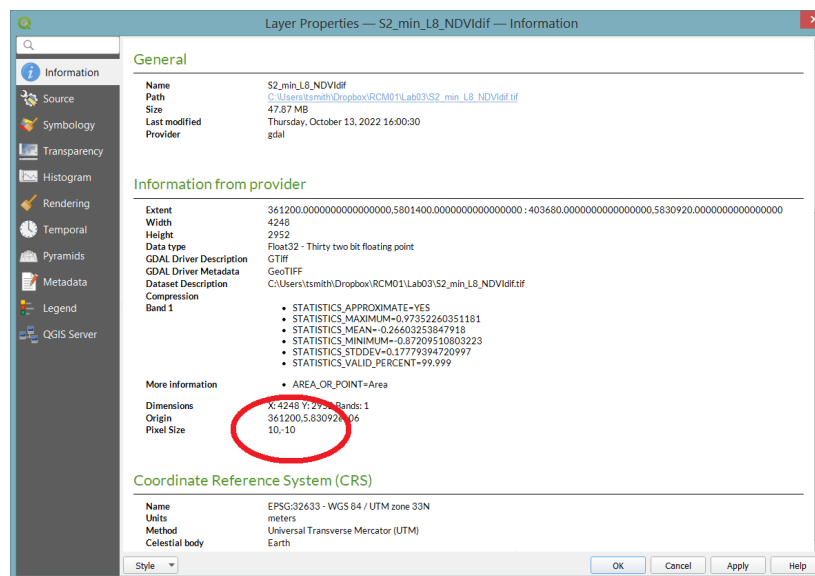 Layer Properties — S2_min_L8_NDVIdif — Information
Information
Source
Symbology
Transparency
Histogram
Rendering
Temporal
Pyramids
Metadata
Legend
QGIS Server
General
Name S2_min_L8_NDVIdif
Path C:\Users\tsmith\Dropbox\RCM01\Lab03\S2_min_L8_NDVIdif.tif
Size 47.87 MB
Last modified Thursday, October 13, 2022 16:00:30
Provider gdal
Information from provider
Extent 361200.0000000000000000,5801400.0000000000000000 : 403680.0000000000000000,5830920.0000000000000000
Width 4248
Height 2952
Data type Float32 - Thirty two bit floating point
GDAL Driver Description GTiff
GDAL Driver Metadata GeoTIFF
Dataset Description C:\Users\tsmith\Dropbox\RCM01\Lab03\S2_min_L8_NDVIdif.tif
Compression
Band 1 • STATISTICS_APPROXIMATE=YES
• STATISTICS_MAXIMUM=0.97352260351181
• STATISTICS_MEAN=-0.26603253847918
• STATISTICS_MINIMUM=-0.87209510803223
• STATISTICS_STDDEV=0.17779394720997
• STATISTICS_VALID_PERCENT=99.999
More information • AREA_OR_POINT=Area
Dimensions X: 4248 Y: 2952 Bands: 1
Origin 361200,5.83092e+06
Pixel Size 10,-10
Coordinate Reference System (CRS)
Name EPSG:32633 - WGS 84 / UTM zone 33N
Units meters
Method Universal Transverse Mercator (UTM)
Celestial body Earth
Style OK Cancel Apply Help